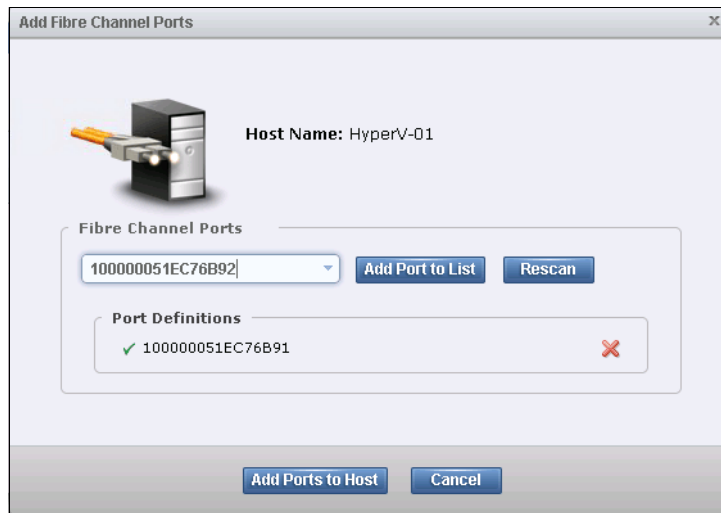 Add Fibre Channel Ports x
Host Name: HyperV-01
Fibre Channel Ports
100000051EC76B92 Add Port to List Rescan
Port Definitions
100000051EC76B91
Add Ports to Host Cancel